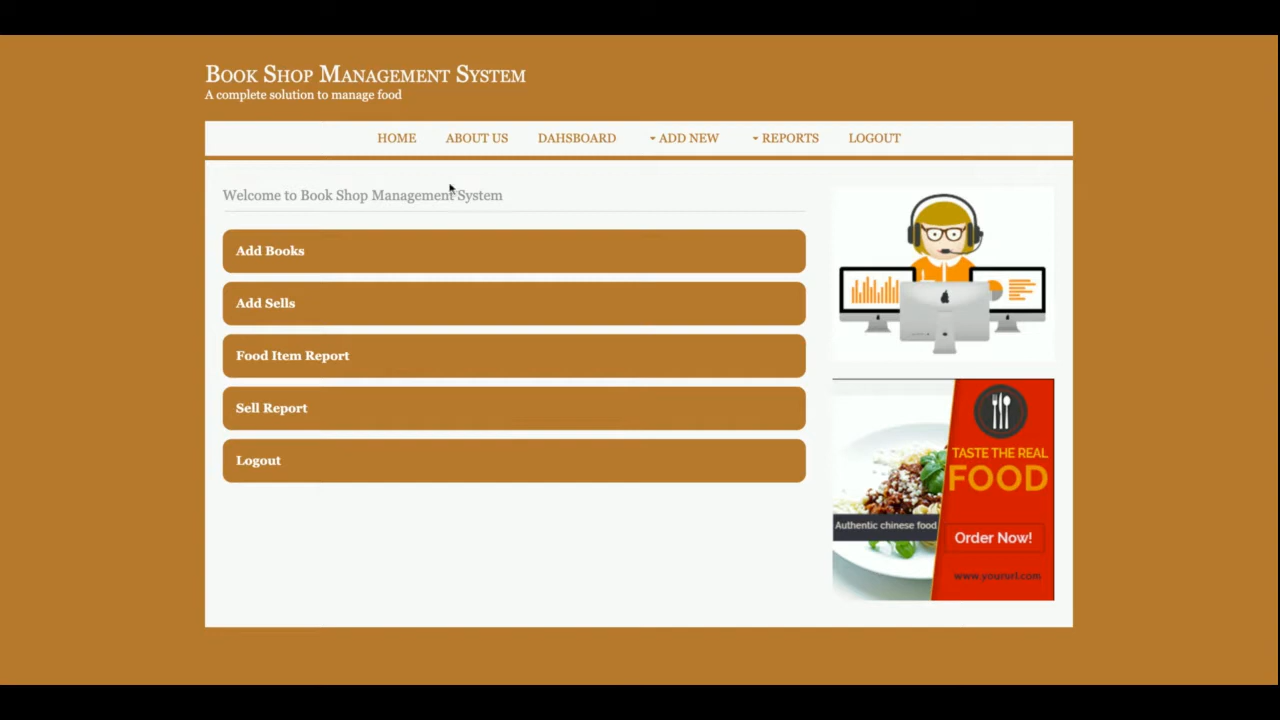 Book Shop Management System
A complete solution to manage food
HOME ABOUT US DAHSBOARD ADD NEW REPORTS LOGOUT
Welcome to Book Shop Management System
Add Books
Add Sells
Food Item Report
Sell Report
Logout
TASTE THE REAL
FOOD
Authentic chinese food
Order Now!
www.yoururl.com